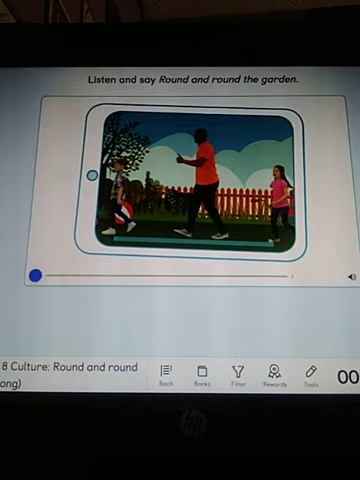 Listen and say Round and round the garden.
8 Culture: Round and round
ong)
Back
Books
Filter
Rewards
Tools
00
hp